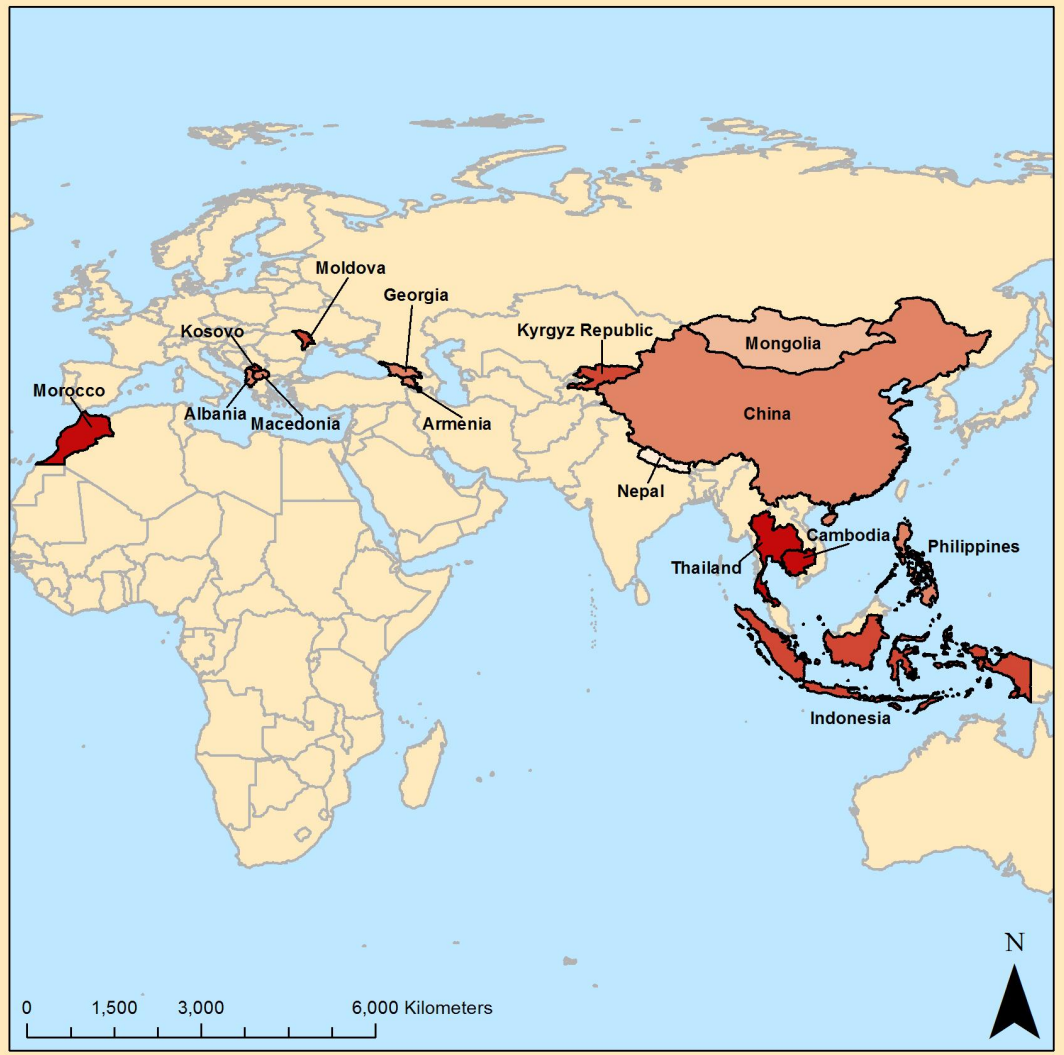 Moldova
Georgia
Kosovo
Kyrgyz Republic
Mongolia
Morocco
Albania
Macedonia
Armenia
China
Nepal
Cambodia
Philippines
Thailand
Indonesia
N
0 1,500 3,000 6,000 Kilometers